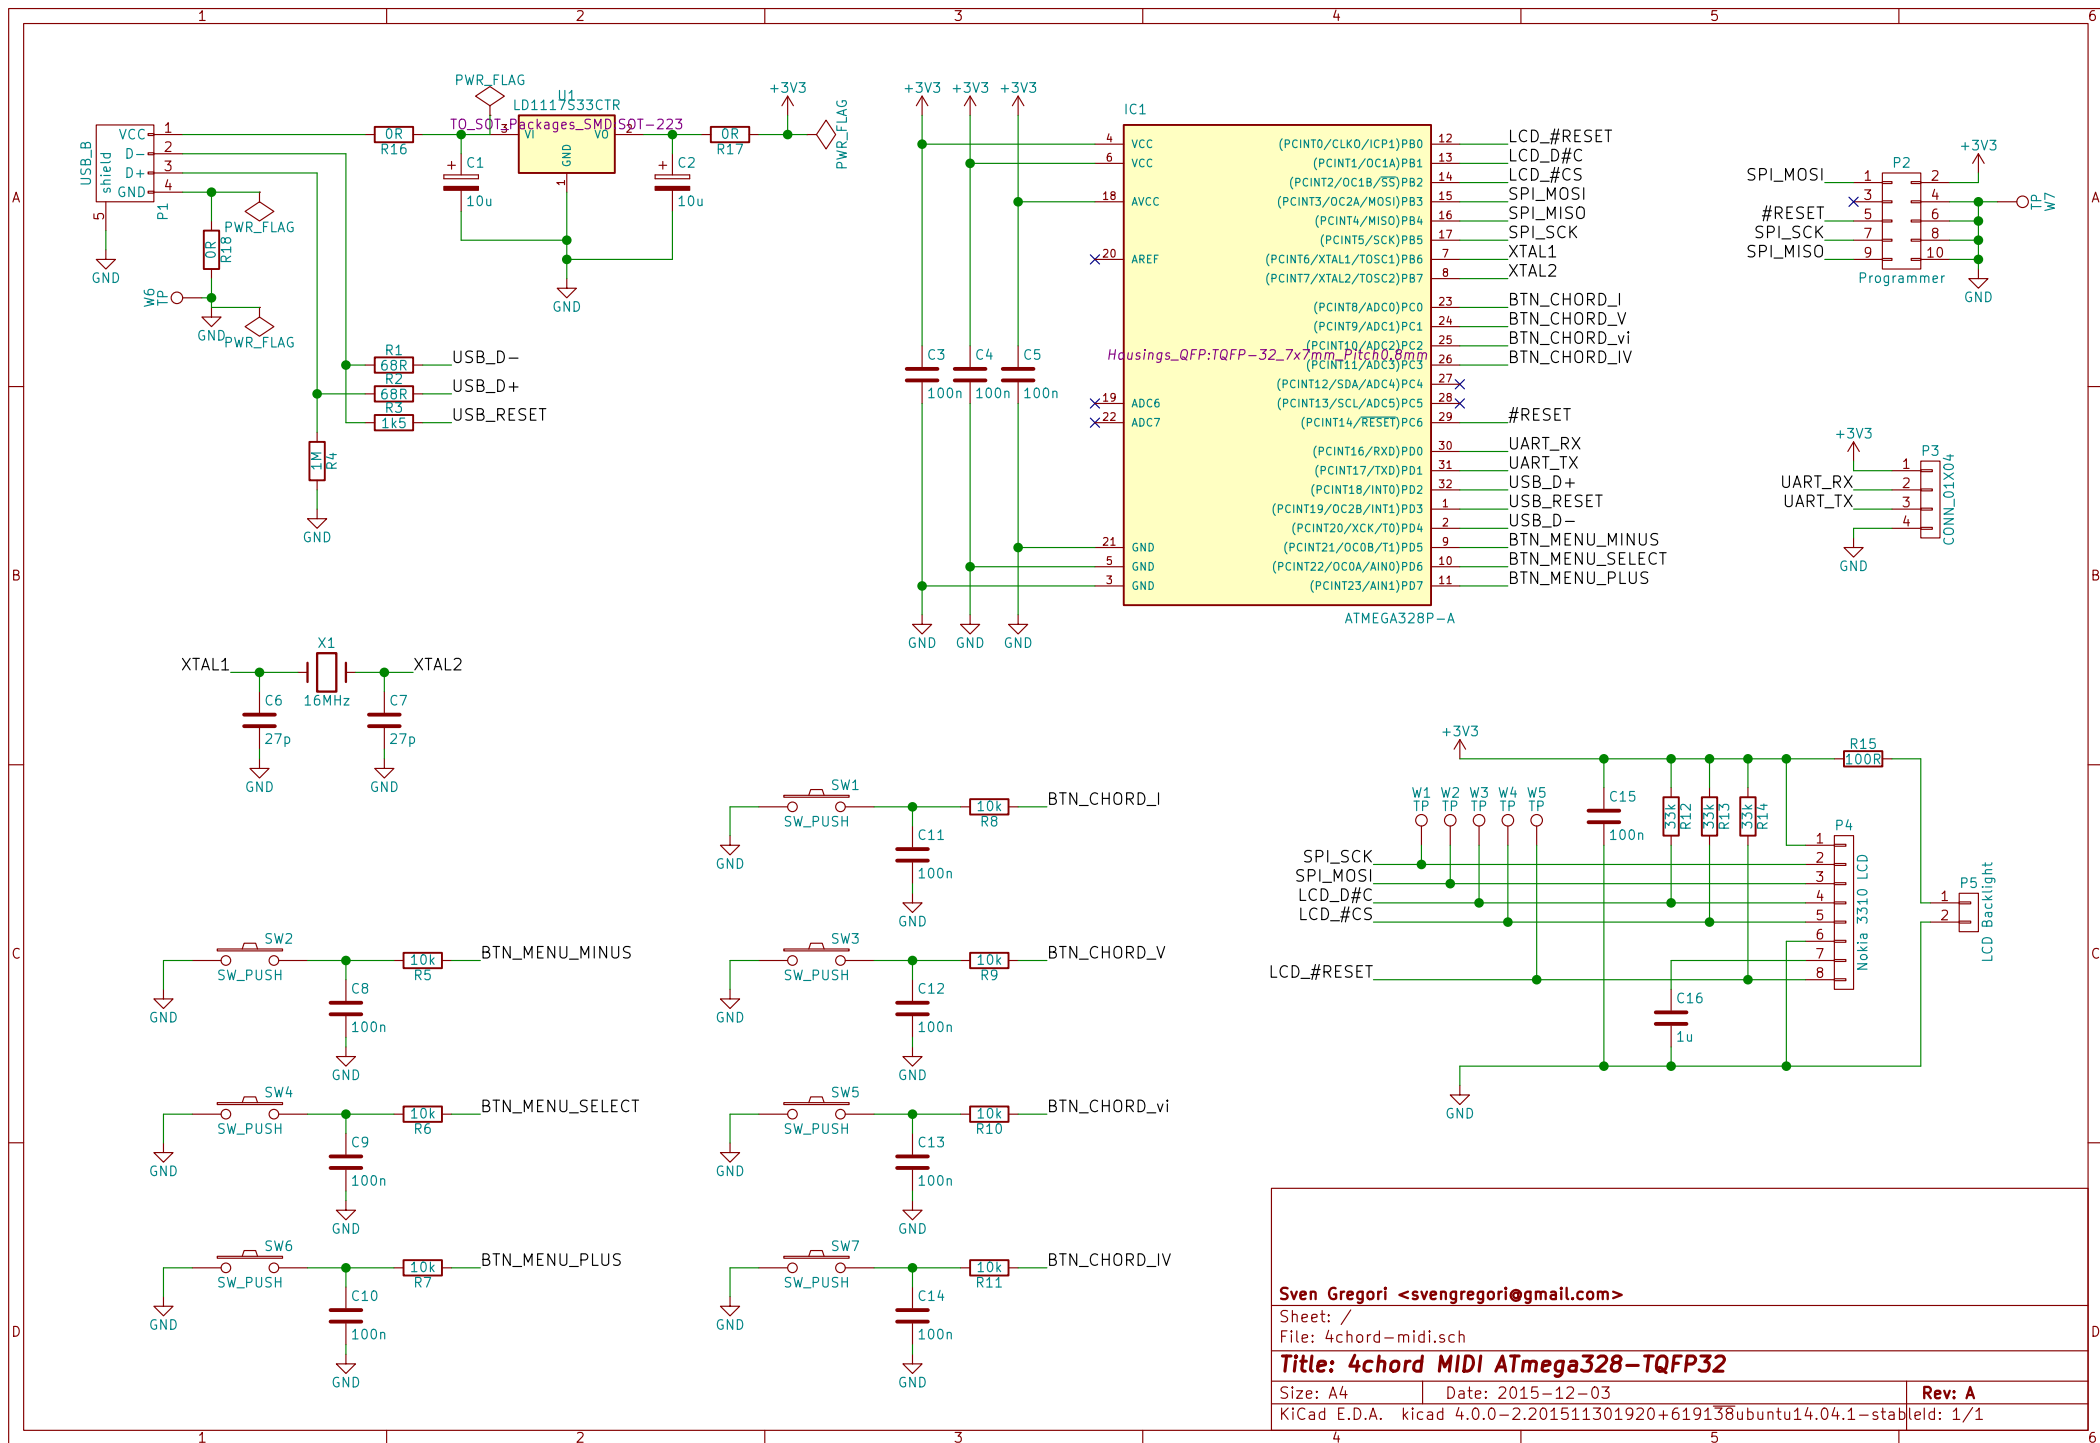 1 2 3 4 5 6
A
B
C
D
A
B
C
D
1 2 3 4 5 6
USB_B
shield
VCC 1
D- 2
D+ 3
GND 4
5
P1
GND
PWR_FLAG
0R
R18
W6
TP
GND
PWR_FLAG
0R
R16
PWR_FLAG
U1
LD1117S33CTR
TO_SOT_Packages_SMD:SOT-223
3 VI VO 2
GND
1
C1
10u
C2
10u
GND
0R
R17
+3V3
PWR_FLAG
R1
68R
USB_D-
R2
68R
USB_D+
R3
1k5
USB_RESET
1M
R4
GND
+3V3 +3V3 +3V3
C3
100n
C4
100n
C5
100n
GND GND GND
IC1
4 VCC
6 VCC
18 AVCC
20 AREF
19 ADC6
22 ADC7
21 GND
5 GND
3 GND
Housings_QFP:TQFP-32_7x7mm_Pitch0.8mm
(PCINT0/CLKO/ICP1)PB0 12 LCD_#RESET
(PCINT1/OC1A)PB1 13 LCD_D#C
(PCINT2/OC1B/SS)PB2 14 LCD_#CS
(PCINT3/OC2A/MOSI)PB3 15 SPI_MOSI
(PCINT4/MISO)PB4 16 SPI_MISO
(PCINT5/SCK)PB5 17 SPI_SCK
(PCINT6/XTAL1/TOSC1)PB6 7 XTAL1
(PCINT7/XTAL2/TOSC2)PB7 8 XTAL2
(PCINT8/ADC0)PC0 23 BTN_CHORD_I
(PCINT9/ADC1)PC1 24 BTN_CHORD_V
(PCINT10/ADC2)PC2 25 BTN_CHORD_vi
(PCINT11/ADC3)PC3 26 BTN_CHORD_IV
(PCINT12/SDA/ADC4)PC4 27
(PCINT13/SCL/ADC5)PC5 28
(PCINT14/RESET)PC6 29 #RESET
(PCINT16/RXD)PD0 30 UART_RX
(PCINT17/TXD)PD1 31 UART_TX
(PCINT18/INT0)PD2 32 USB_D+
(PCINT19/OC2B/INT1)PD3 1 USB_RESET
(PCINT20/XCK/T0)PD4 2 USB_D-
(PCINT21/OC0B/T1)PD5 9 BTN_MENU_MINUS
(PCINT22/OC0A/AIN0)PD6 10 BTN_MENU_SELECT
(PCINT23/AIN1)PD7 11 BTN_MENU_PLUS
ATMEGA328P-A
P2
+3V3
SPI_MOSI 1 2
3 4
#RESET 5 6
SPI_SCK 7 8
SPI_MISO 9 10
Programmer
TP
W7
GND
+3V3
P3
1
UART_RX 2
UART_TX 3
4
CONN_01X04
GND
X1
XTAL1
XTAL2
16MHz
C6
27p
C7
27p
GND GND
SW1
SW_PUSH
GND
C11
100n
GND
10k
R8
BTN_CHORD_I
SW2
SW_PUSH
GND
C8
100n
GND
10k
R5
BTN_MENU_MINUS
SW3
SW_PUSH
GND
C12
100n
GND
10k
R9
BTN_CHORD_V
SW4
SW_PUSH
GND
C9
100n
GND
10k
R6
BTN_MENU_SELECT
SW5
SW_PUSH
GND
C13
100n
GND
10k
R10
BTN_CHORD_vi
SW6
SW_PUSH
GND
C10
100n
GND
10k
R7
BTN_MENU_PLUS
SW7
SW_PUSH
GND
C14
100n
GND
10k
R11
BTN_CHORD_IV
+3V3
R15
100R
W1 W2 W3 W4 W5
TP TP TP TP TP
C15
100n
33k
R12
33k
R13
33k
R14
P4
1
SPI_SCK 2
SPI_MOSI 3
LCD_D#C 4
LCD_#CS 5
6
7
LCD_#RESET 8
Nokia 3310 LCD
P5
1
2
LCD Backlight
C16
1u
GND
Sven Gregori <svengregori@gmail.com>
Sheet: /
File: 4chord-midi.sch
Title: 4chord MIDI ATmega328-TQFP32
Size: A4 Date: 2015-12-03 Rev: A
KiCad E.D.A. kicad 4.0.0-2.201511301920+619138ubuntu14.04.1-stable Id: 1/1